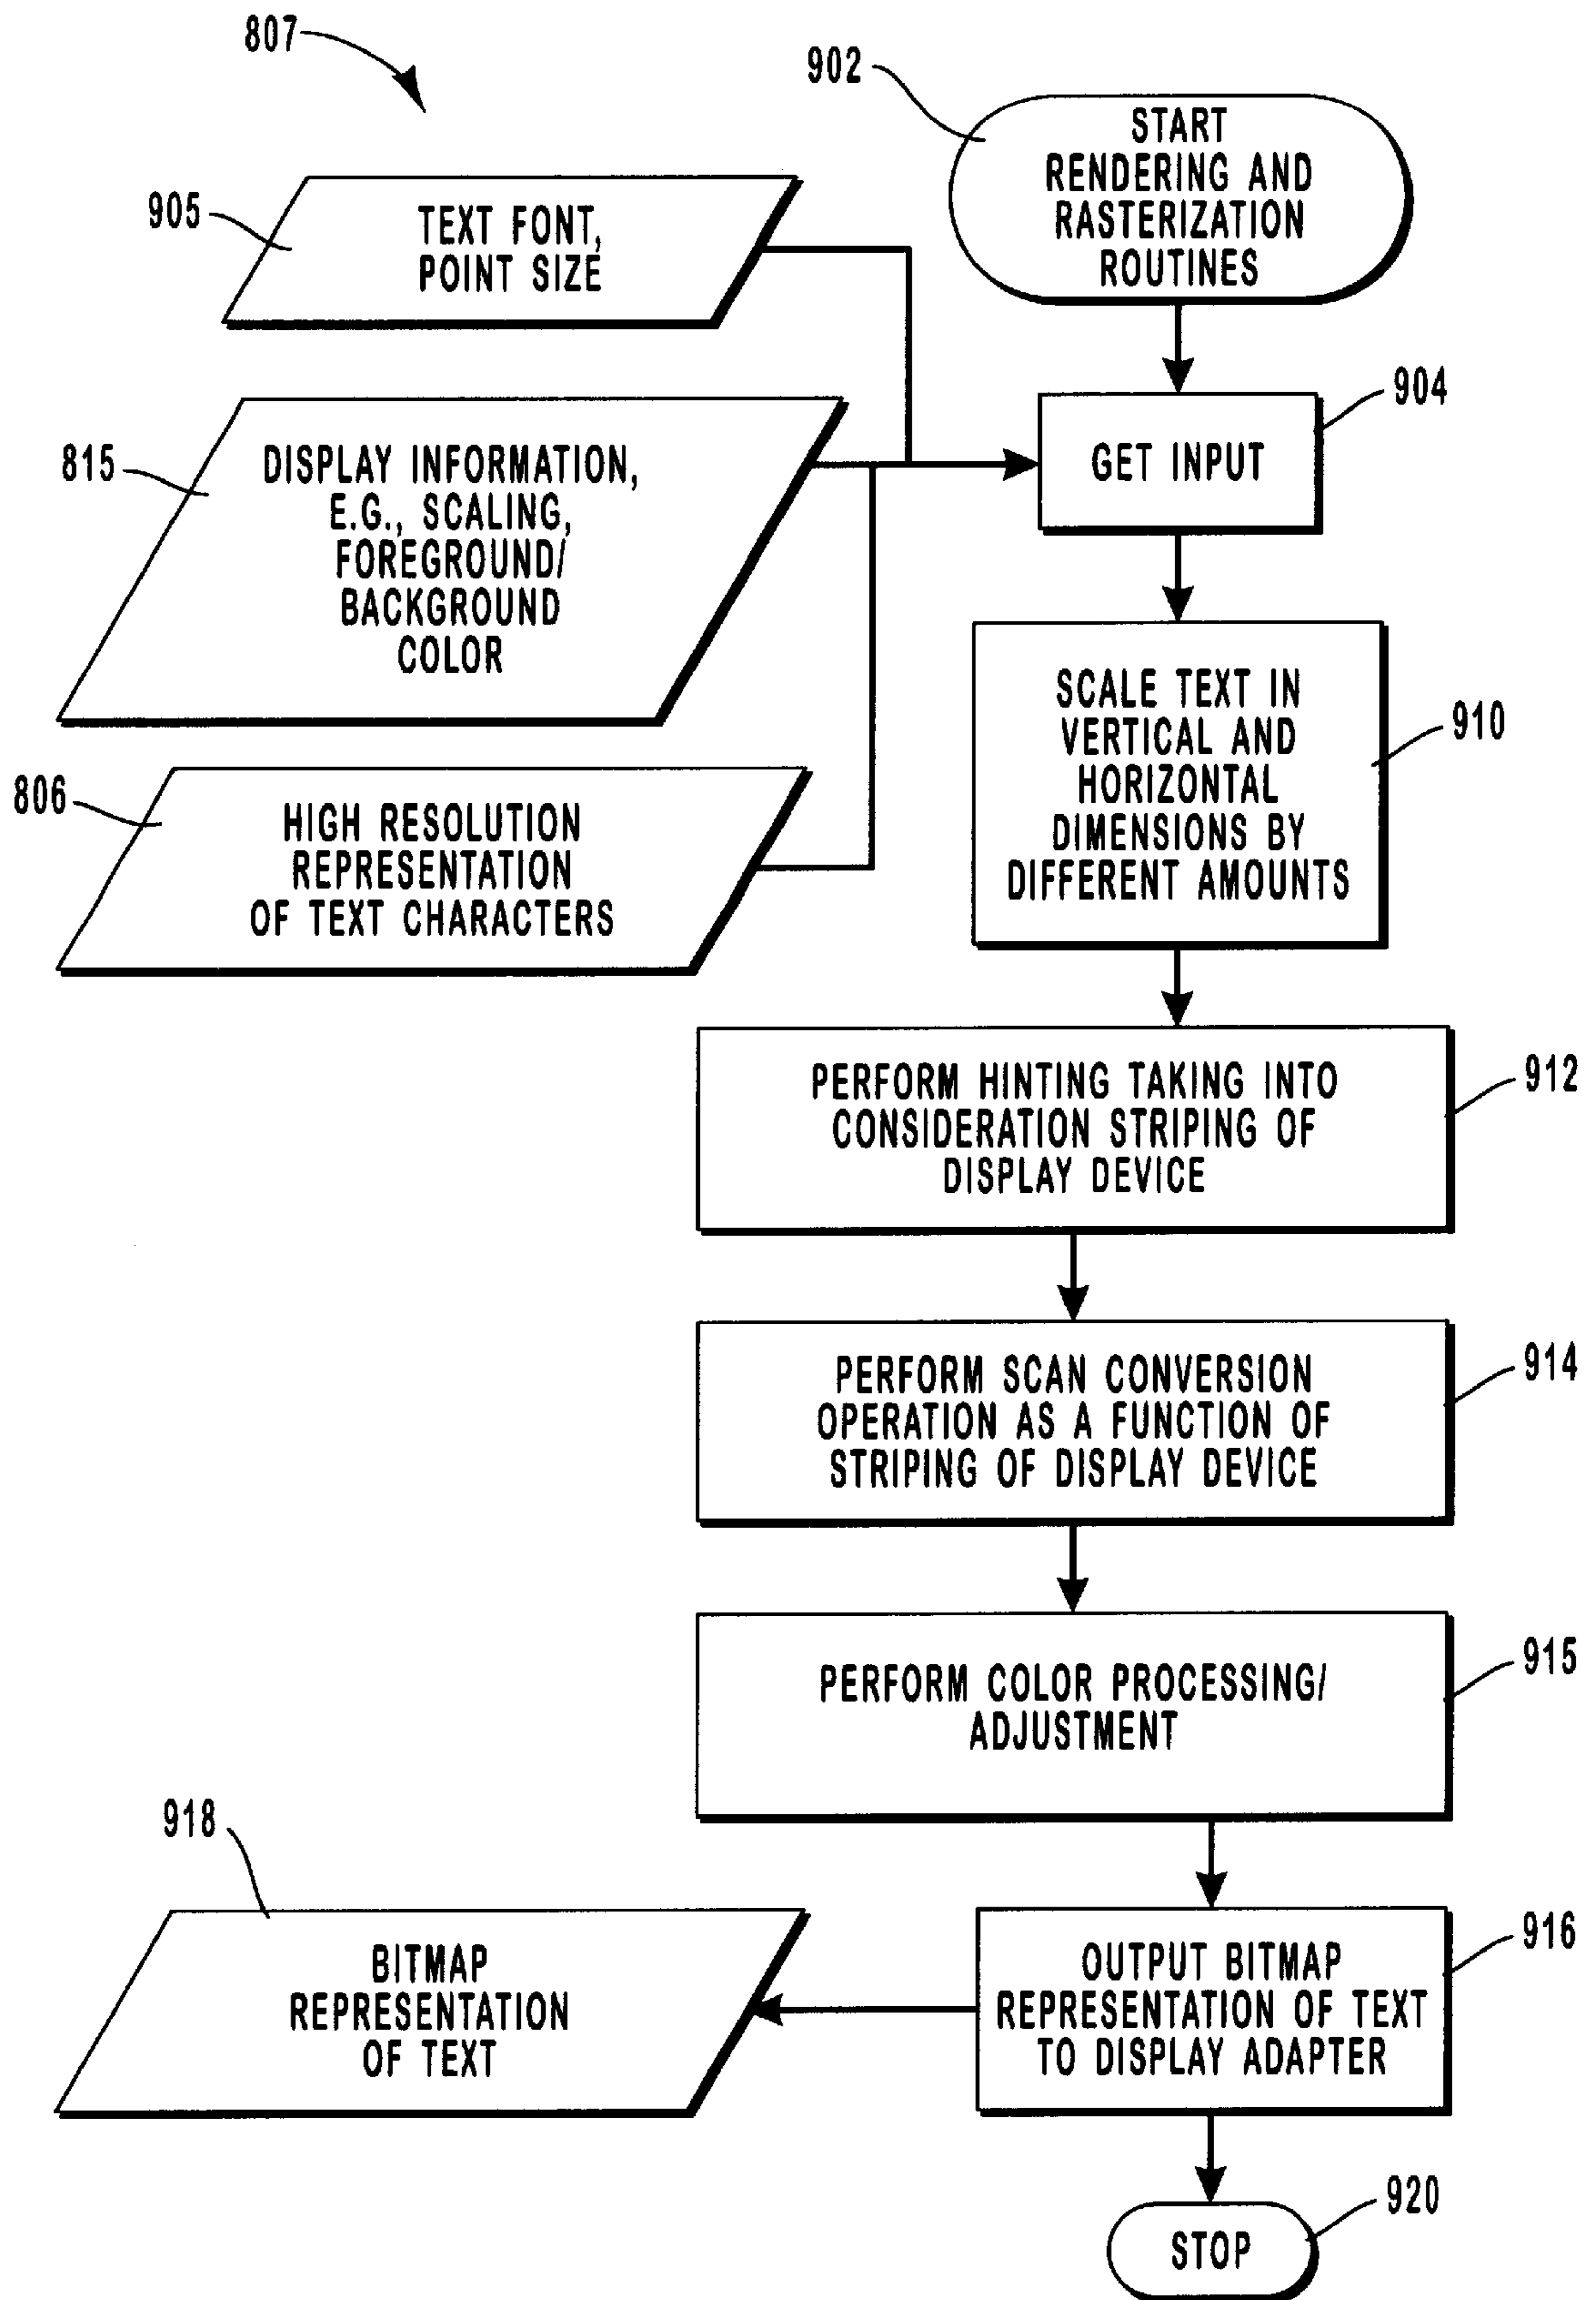 807
902
START
RENDERING AND
RASTERIZATION
ROUTINES
905
TEXT FONT,
POINT SIZE
904
GET INPUT
815
DISPLAY INFORMATION,
E.G., SCALING,
FOREGROUND/
BACKGROUND
COLOR
910
SCALE TEXT IN
VERTICAL AND
HORIZONTAL
DIMENSIONS BY
DIFFERENT AMOUNTS
806
HIGH RESOLUTION
REPRESENTATION
OF TEXT CHARACTERS
912
PERFORM HINTING TAKING INTO
CONSIDERATION STRIPING OF
DISPLAY DEVICE
914
PERFORM SCAN CONVERSION
OPERATION AS A FUNCTION OF
STRIPING OF DISPLAY DEVICE
915
PERFORM COLOR PROCESSING/
ADJUSTMENT
918
BITMAP
REPRESENTATION
OF TEXT
916
OUTPUT BITMAP
REPRESENTATION OF TEXT
TO DISPLAY ADAPTER
920
STOP